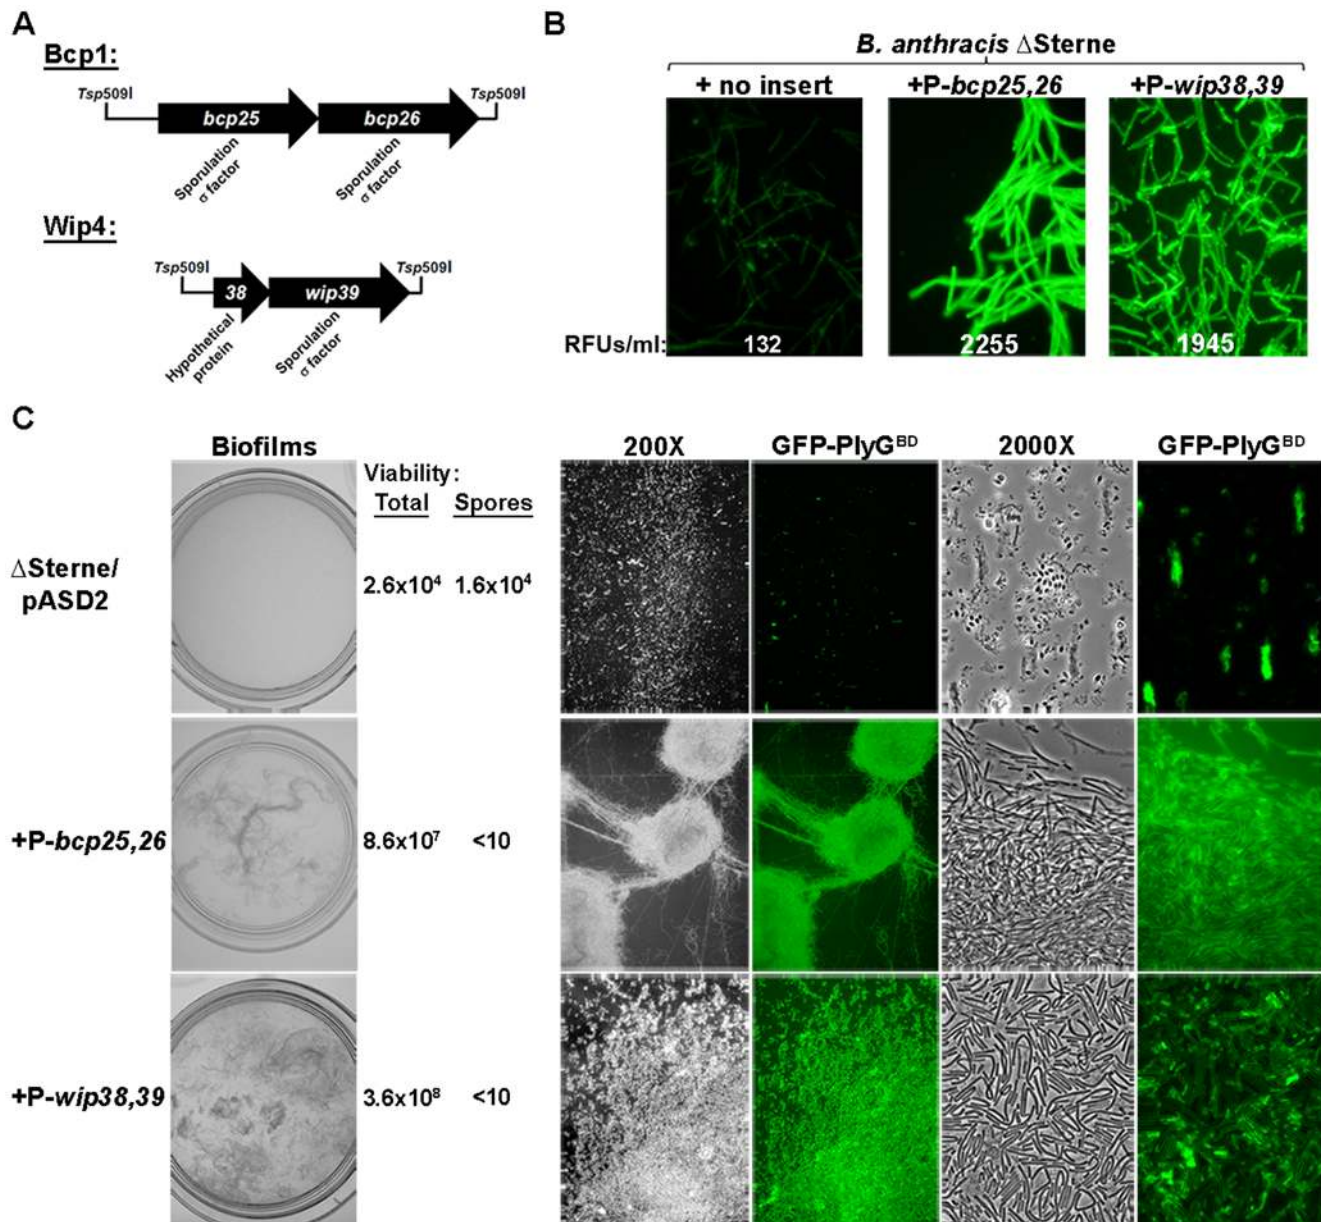 A
Bcp1:
Tsp509I
Tsp509I
bcp25
bcp26
Sporulation
σ factor
Sporulation
σ factor
Wip4:
Tsp509I
Tsp509I
38
wip39
Hypothetical
protein
Sporulation
σ factor
B
B. anthracis ΔSterne
+ no insert
+P-bcp25,26
+P-wip38,39
RFUs/ml:
132
2255
1945
C
Biofilms
Viability:
Total
Spores
200X
GFP-PlyGᴮᴰ
2000X
GFP-PlyGᴮᴰ
ΔSterne/
pASD2
2.6x10⁴
1.6x10⁴
+P-bcp25,26
8.6x10⁷
<10
+P-wip38,39
3.6x10⁸
<10